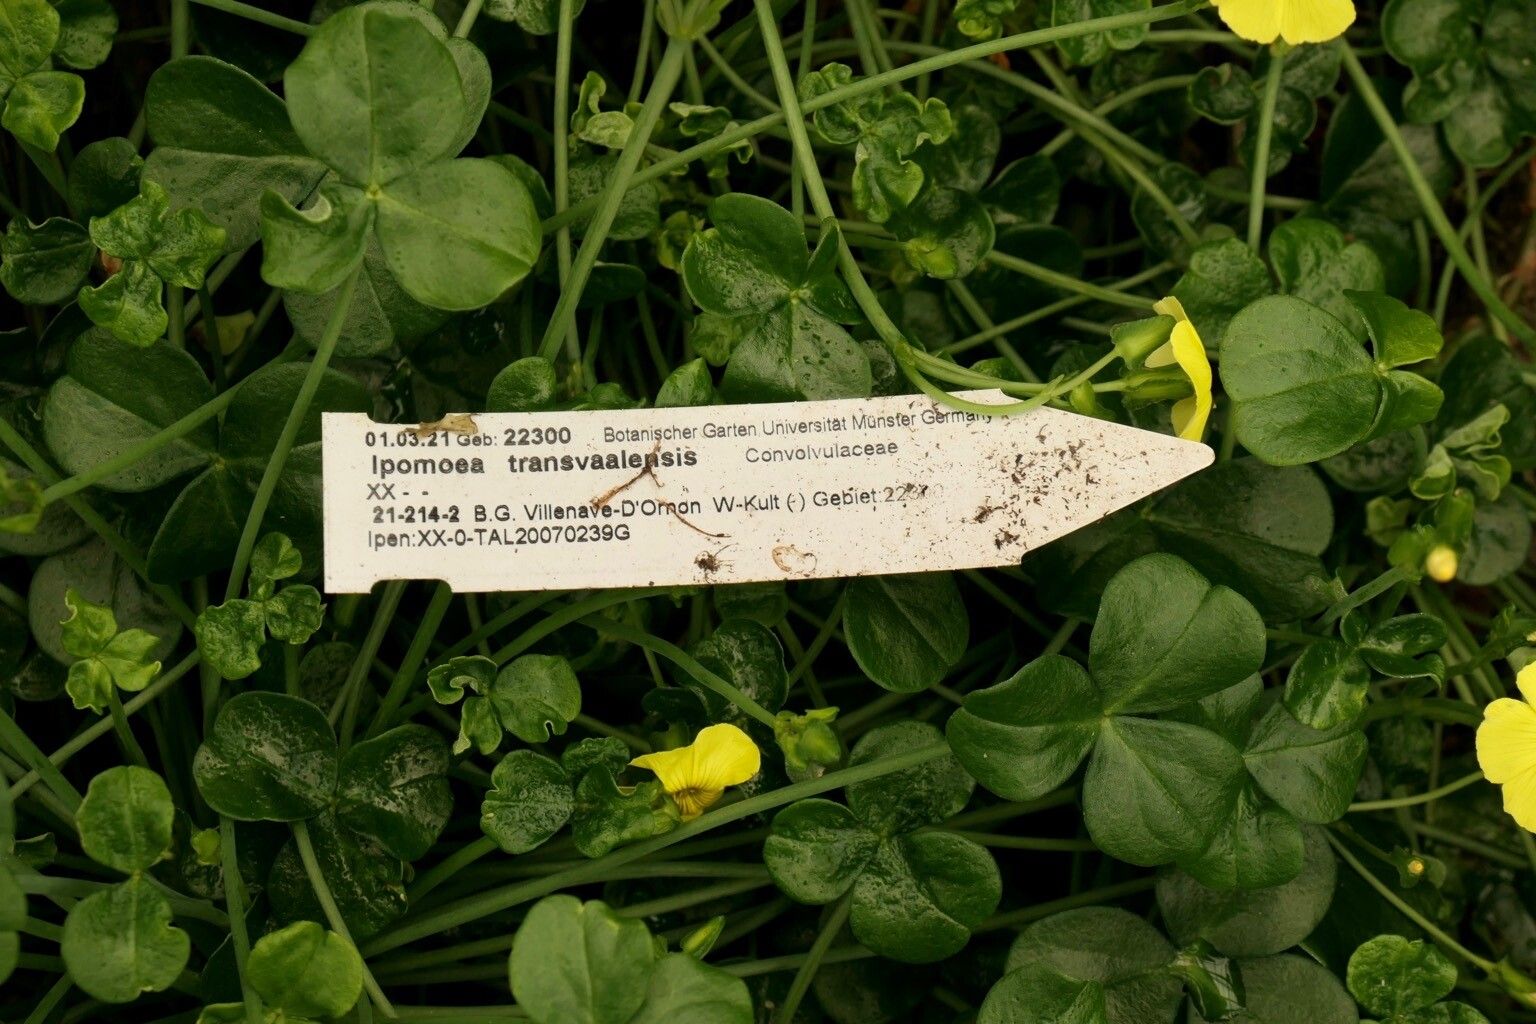 01.03.21 Geb: 22300 Botanischer Garten Universität Münster Germany
Ipomoea transvaalensis Convolvulaceae
XX - -
21-214-2 B.G. Villenave-D'Ornon W-Kult (-) Gebiet:
Ipen:XX-0-TAL20070239G